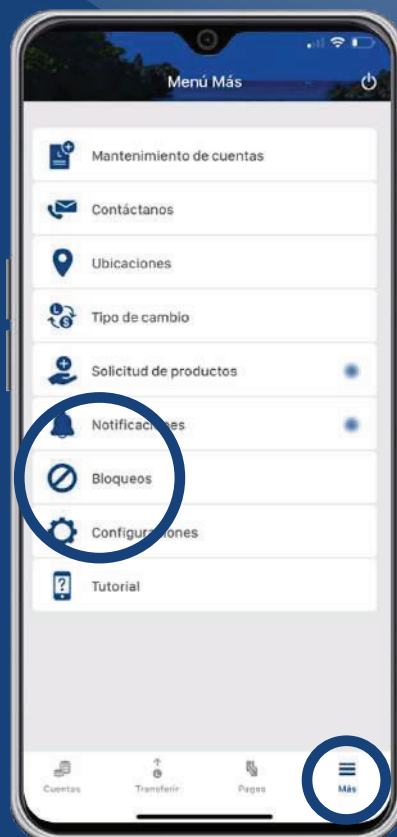 Menú Más
Mantenimiento de cuentas
Contáctanos
Ubicaciones
Tipo de cambio
Solicitud de productos
Notificaciones
Bloqueos
Configuraciones
?
Tutorial
Cuentas
Transferir
Pagos
Más